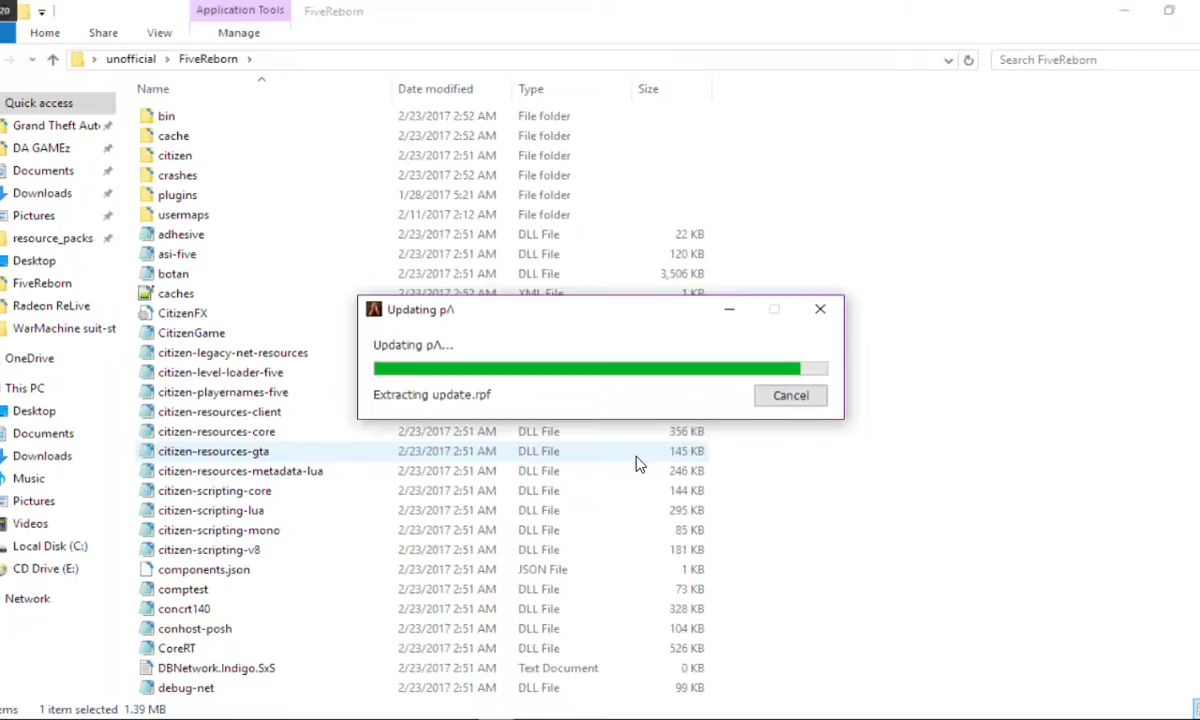 20
Application Tools
FiveReborn
Home
Share
View
Manage
unofficial
FiveReborn
Search FiveReborn
Name
Date modified
Type
Size
Quick access
Grand Theft Auto
DA GAMEz
Documents
Downloads
Pictures
resource_packs
Desktop
FiveReborn
Radeon ReLive
WarMachine suit-st
OneDrive
This PC
Desktop
Documents
Downloads
Music
Pictures
Videos
Local Disk (C:)
CD Drive (E:)
Network
bin 2/23/2017 2:52 AM File folder
cache 2/23/2017 2:52 AM File folder
citizen 2/23/2017 2:51 AM File folder
crashes 2/23/2017 2:52 AM File folder
plugins 1/28/2017 5:21 AM File folder
usermaps 2/11/2017 2:12 AM File folder
adhesive 2/23/2017 2:51 AM DLL File 22 KB
asi-five 2/23/2017 2:51 AM DLL File 120 KB
botan 2/23/2017 2:51 AM DLL File 3,506 KB
caches 2/23/2017 2:52 AM XML File 1 KB
CitizenFX
CitizenGame
citizen-legacy-net-resources
citizen-level-loader-five
citizen-playernames-five
citizen-resources-client
citizen-resources-core 2/23/2017 2:51 AM DLL File 356 KB
citizen-resources-gta 2/23/2017 2:51 AM DLL File 145 KB
citizen-resources-metadata-lua 2/23/2017 2:51 AM DLL File 246 KB
citizen-scripting-core 2/23/2017 2:51 AM DLL File 144 KB
citizen-scripting-lua 2/23/2017 2:51 AM DLL File 295 KB
citizen-scripting-mono 2/23/2017 2:51 AM DLL File 85 KB
citizen-scripting-v8 2/23/2017 2:51 AM DLL File 181 KB
components.json 2/23/2017 2:51 AM JSON File 1 KB
comptest 2/23/2017 2:51 AM DLL File 73 KB
concrt140 2/23/2017 2:51 AM DLL File 328 KB
conhost-posh 2/23/2017 2:51 AM DLL File 104 KB
CoreRT 2/23/2017 2:51 AM DLL File 526 KB
DBNetwork.Indigo.SxS 2/23/2017 2:51 AM Text Document 0 KB
debug-net 2/23/2017 2:51 AM DLL File 99 KB
Updating pΛ
Updating pΛ...
Extracting update.rpf
Cancel
ems 1 item selected 1.39 MB